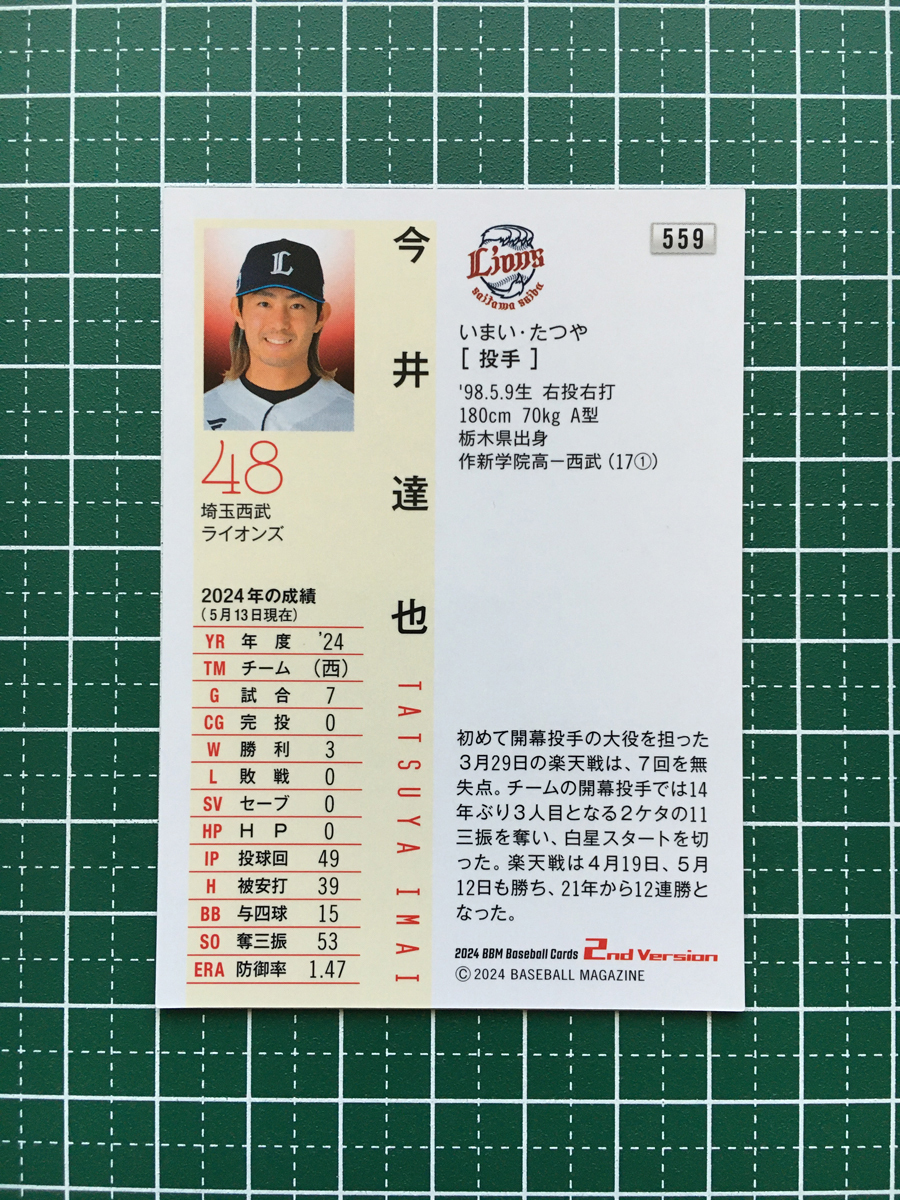 L
48
埼玉西武
ライオンズ
今井達也
TATSUYA IMAI
2024年の成績
(5月13日現在)
YR 年度 '24
TM チーム (西)
G 試合 7
CG 完投 0
W 勝利 3
L 敗戦 0
SV セーブ 0
HP HP 0
IP 投球回 49
H 被安打 39
BB 与四球 15
SO 奪三振 53
ERA 防御率 1.47
Lions
saitama seibu
559
いまい・たつや
[投手]
'98.5.9生 右投右打
180cm 70kg A型
栃木県出身
作新学院高－西武(17①)
初めて開幕投手の大役を担った
3月29日の楽天戦は、7回を無
失点。チームの開幕投手では14
年ぶり3人目となる2ケタの11
三振を奪い、白星スタートを切
った。楽天戦は4月19日、5月
12日も勝ち、21年から12連勝と
なった。
2024 BBM Baseball Cards 2nd Version
©2024 BASEBALL MAGAZINE